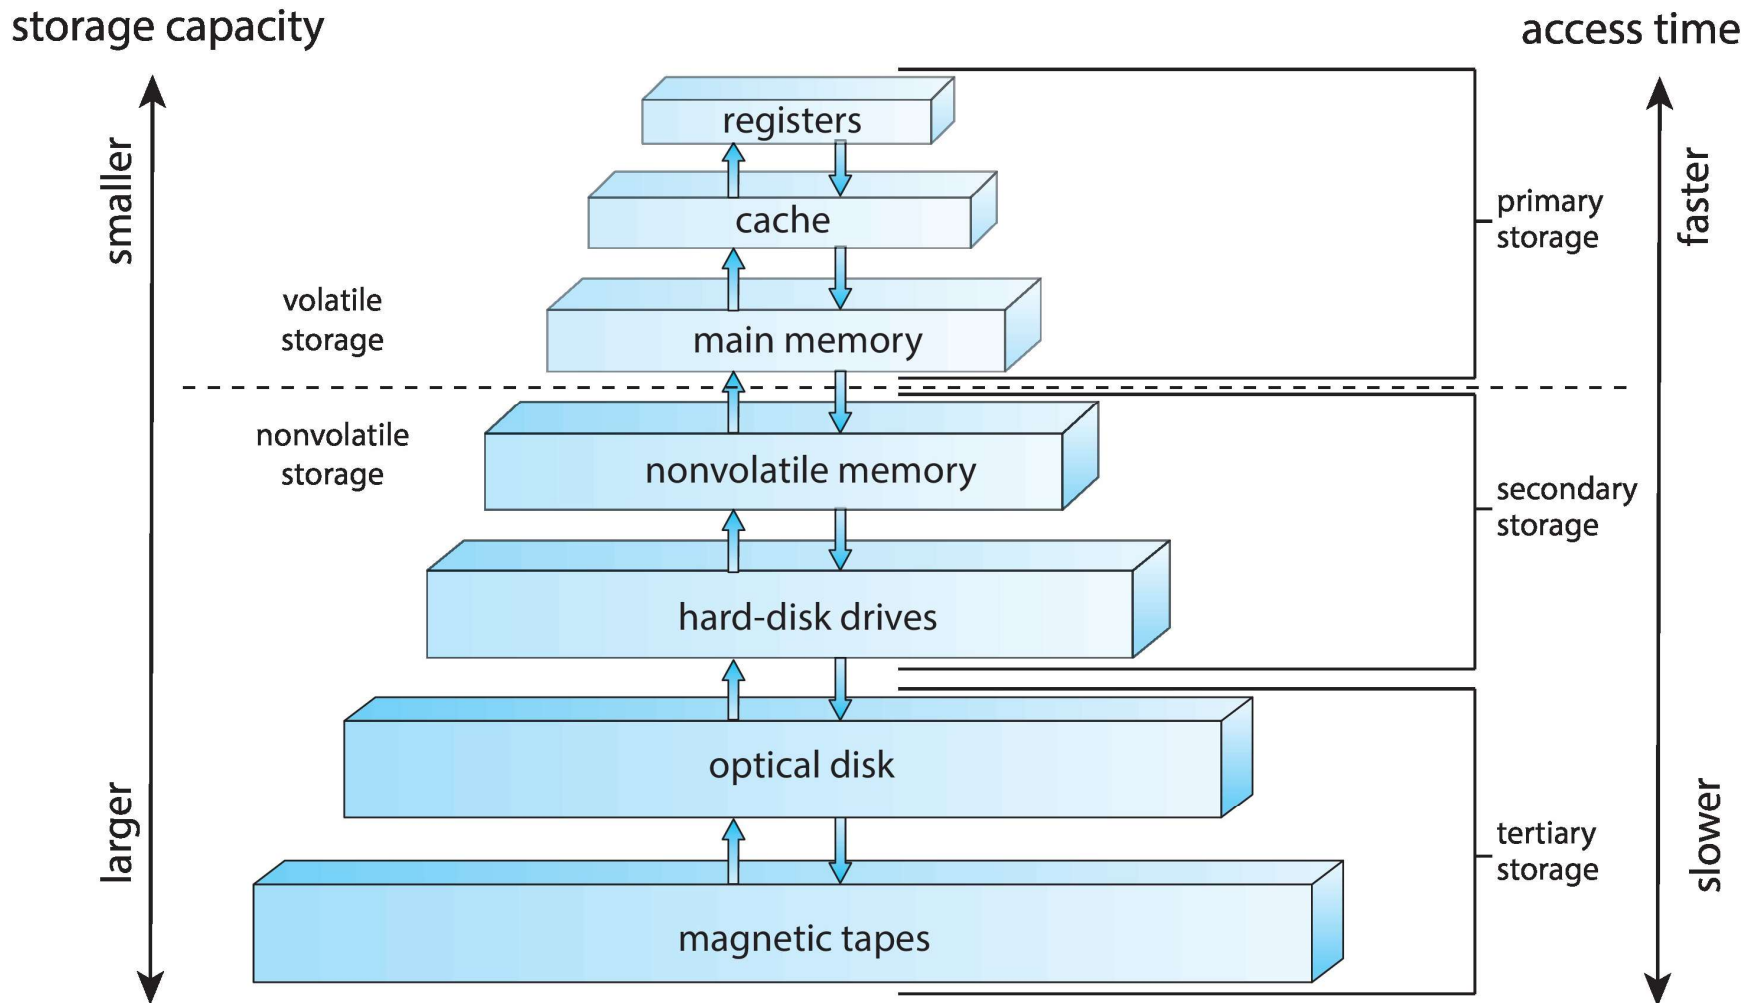 storage capacity
access time
registers
smaller
cache
primary
storage
faster
volatile
storage
main memory
nonvolatile
storage
nonvolatile memory
secondary
storage
hard-disk drives
optical disk
larger
tertiary
storage
slower
magnetic tapes